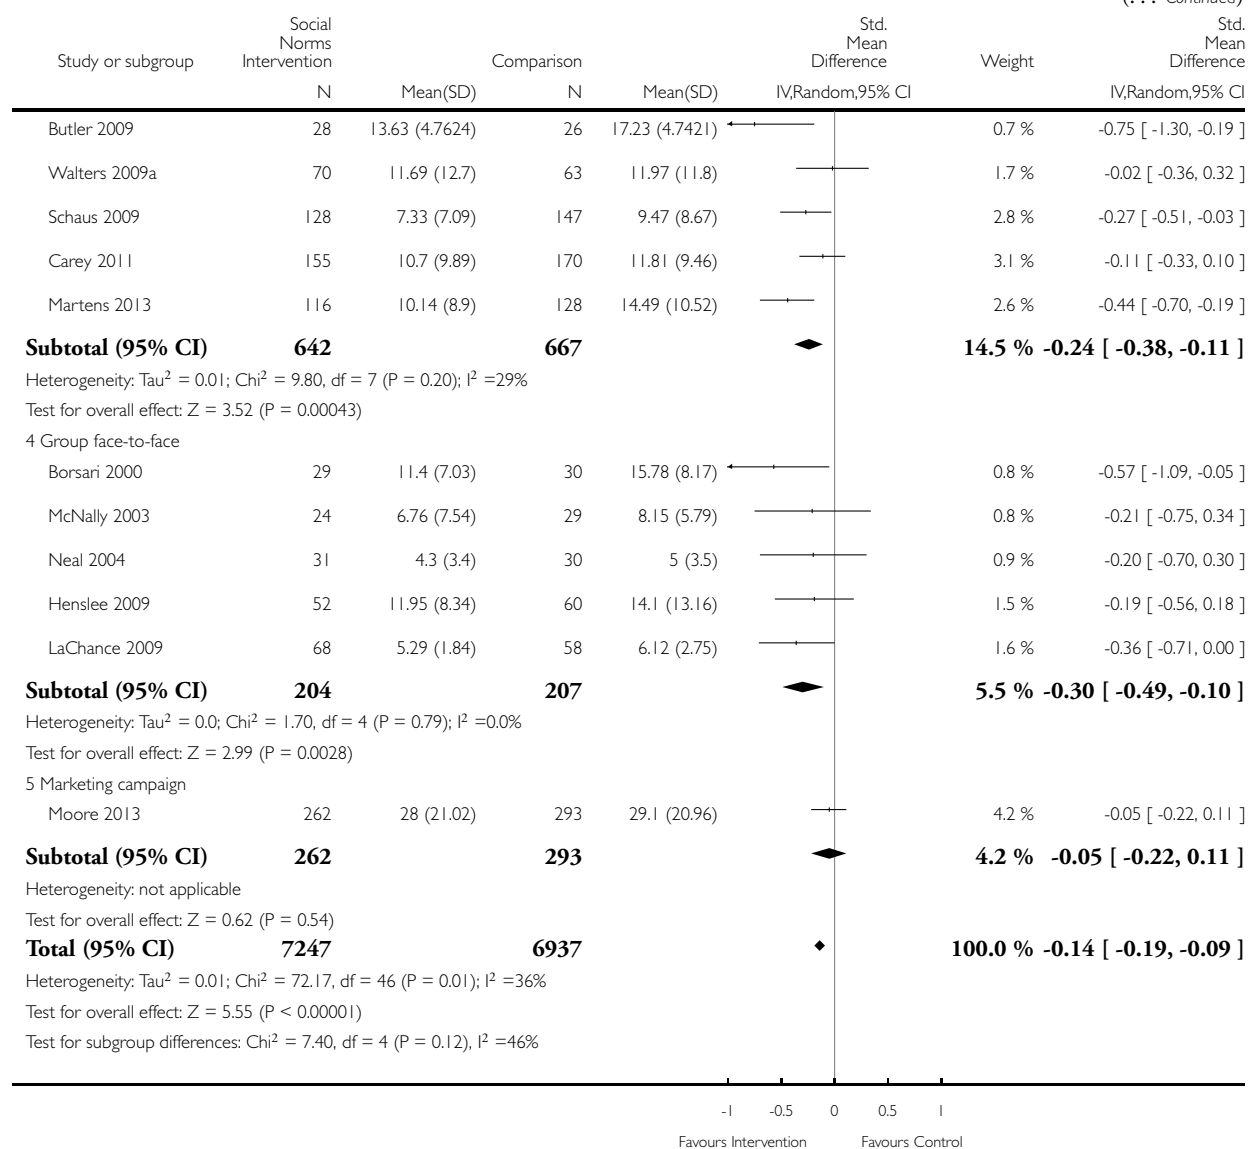 (. . . Continued)
Study or subgroup Social Norms Intervention Comparison Std. Mean Difference Weight Std. Mean Difference
N Mean(SD) N Mean(SD) IV,Random,95% CI IV,Random,95% CI
Butler 2009 28 13.63 (4.7624) 26 17.23 (4.7421) 0.7 % -0.75 [ -1.30, -0.19 ]
Walters 2009a 70 11.69 (12.7) 63 11.97 (11.8) 1.7 % -0.02 [ -0.36, 0.32 ]
Schaus 2009 128 7.33 (7.09) 147 9.47 (8.67) 2.8 % -0.27 [ -0.51, -0.03 ]
Carey 2011 155 10.7 (9.89) 170 11.81 (9.46) 3.1 % -0.11 [ -0.33, 0.10 ]
Martens 2013 116 10.14 (8.9) 128 14.49 (10.52) 2.6 % -0.44 [ -0.70, -0.19 ]
Subtotal (95% CI) 642 667 14.5 % -0.24 [ -0.38, -0.11 ]
Heterogeneity: Tau² = 0.01; Chi² = 9.80, df = 7 (P = 0.20); I² =29%
Test for overall effect: Z = 3.52 (P = 0.00043)
4 Group face-to-face
Borsari 2000 29 11.4 (7.03) 30 15.78 (8.17) 0.8 % -0.57 [ -1.09, -0.05 ]
McNally 2003 24 6.76 (7.54) 29 8.15 (5.79) 0.8 % -0.21 [ -0.75, 0.34 ]
Neal 2004 31 4.3 (3.4) 30 5 (3.5) 0.9 % -0.20 [ -0.70, 0.30 ]
Henslee 2009 52 11.95 (8.34) 60 14.1 (13.16) 1.5 % -0.19 [ -0.56, 0.18 ]
LaChance 2009 68 5.29 (1.84) 58 6.12 (2.75) 1.6 % -0.36 [ -0.71, 0.00 ]
Subtotal (95% CI) 204 207 5.5 % -0.30 [ -0.49, -0.10 ]
Heterogeneity: Tau² = 0.0; Chi² = 1.70, df = 4 (P = 0.79); I² =0.0%
Test for overall effect: Z = 2.99 (P = 0.0028)
5 Marketing campaign
Moore 2013 262 28 (21.02) 293 29.1 (20.96) 4.2 % -0.05 [ -0.22, 0.11 ]
Subtotal (95% CI) 262 293 4.2 % -0.05 [ -0.22, 0.11 ]
Heterogeneity: not applicable
Test for overall effect: Z = 0.62 (P = 0.54)
Total (95% CI) 7247 6937 100.0 % -0.14 [ -0.19, -0.09 ]
Heterogeneity: Tau² = 0.01; Chi² = 72.17, df = 46 (P = 0.01); I² =36%
Test for overall effect: Z = 5.55 (P < 0.00001)
Test for subgroup differences: Chi² = 7.40, df = 4 (P = 0.12), I² =46%
-1 -0.5 0 0.5 1
Favours Intervention Favours Control